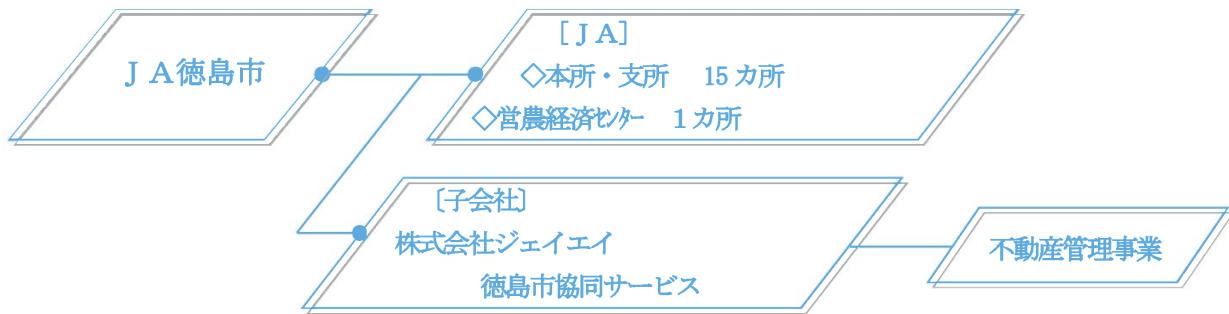 ＪＡ徳島市
［ＪＡ］
◇本所・支所　15カ所
◇営農経済ｾﾝﾀｰ　１カ所
〔子会社〕
株式会社ジェイエイ
徳島市協同サービス
不動産管理事業